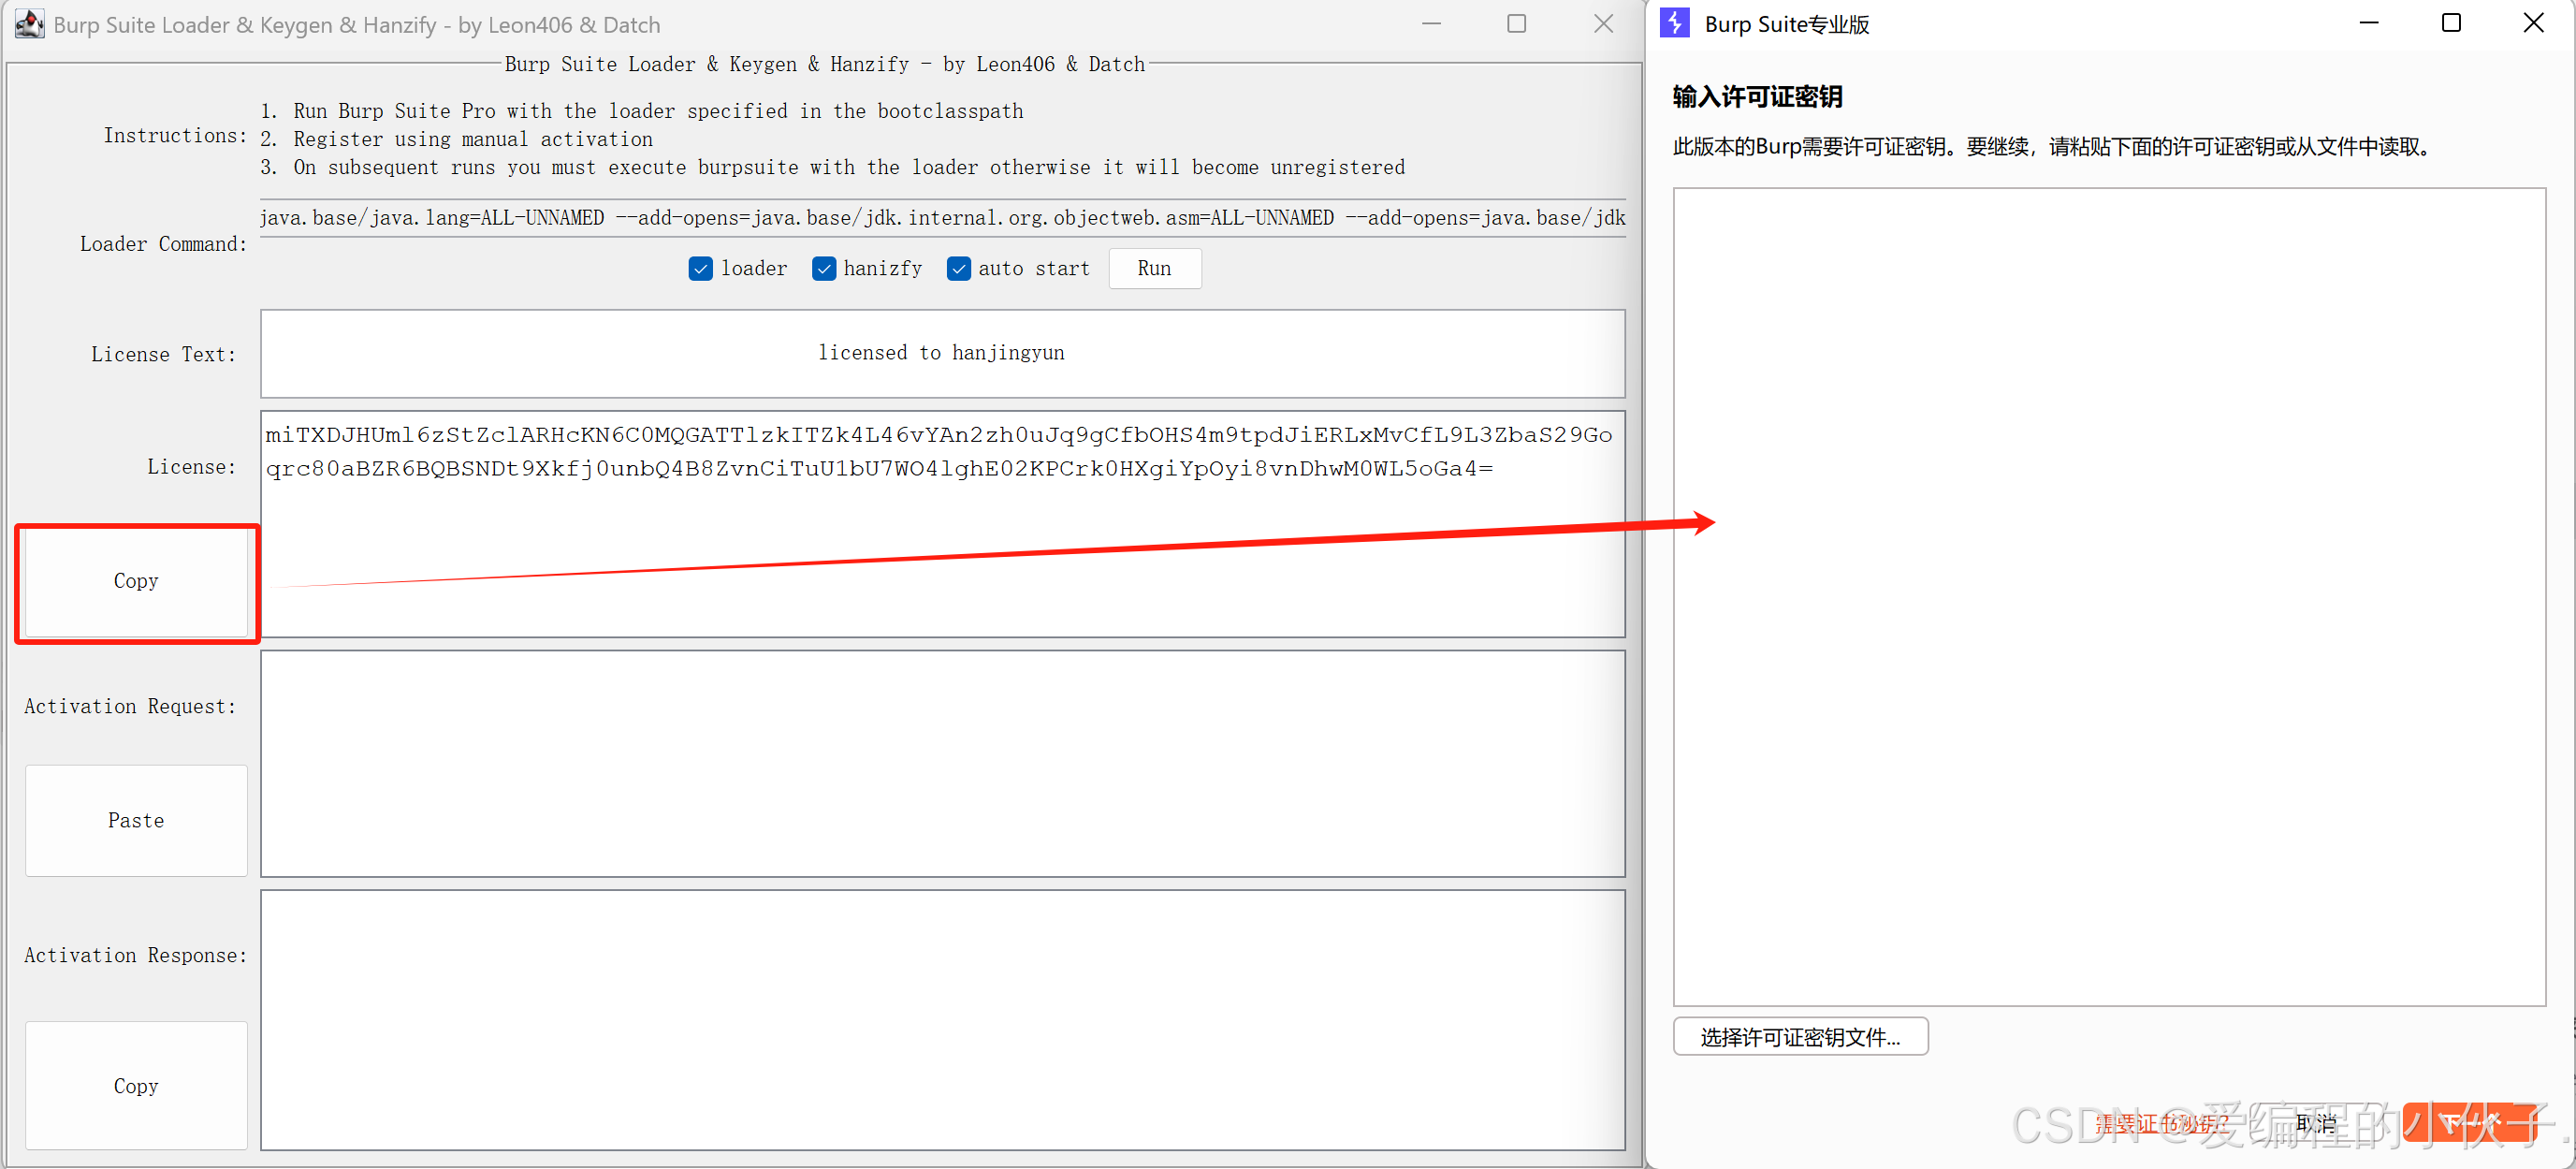 Burp Suite Loader & Keygen & Hanzify - by Leon406 & Datch
Burp Suite Loader & Keygen & Hanzify - by Leon406 & Datch
Instructions:
1. Run Burp Suite Pro with the loader specified in the bootclasspath
2. Register using manual activation
3. On subsequent runs you must execute burpsuite with the loader otherwise it will become unregistered
Loader Command:
java.base/java.lang=ALL-UNNAMED --add-opens=java.base/jdk.internal.org.objectweb.asm=ALL-UNNAMED --add-opens=java.base/jdk
loader hanizfy auto start Run
License Text:
licensed to hanjingyun
License:
miTXDJHUml6zStZclARHcKN6C0MQGATTlzkITZk4L46vYAn2zh0uJq9gCfbOHS4m9tpdJiERLxMvCfL9L3ZbaS29Go
qrc80aBZR6BQBSNDt9Xkfj0unbQ4B8ZvnCiTuU1bU7WO4lghE02KPCrk0HXgiYpOyi8vnDhwM0WL5oGa4=
Copy
Activation Request:
Paste
Activation Response:
Copy
Burp Suite专业版
输入许可证密钥
此版本的Burp需要许可证密钥。要继续，请粘贴下面的许可证密钥或从文件中读取。
选择许可证密钥文件...
需要证书秘钥?
取消
CSDN @爱编程的小伙子.